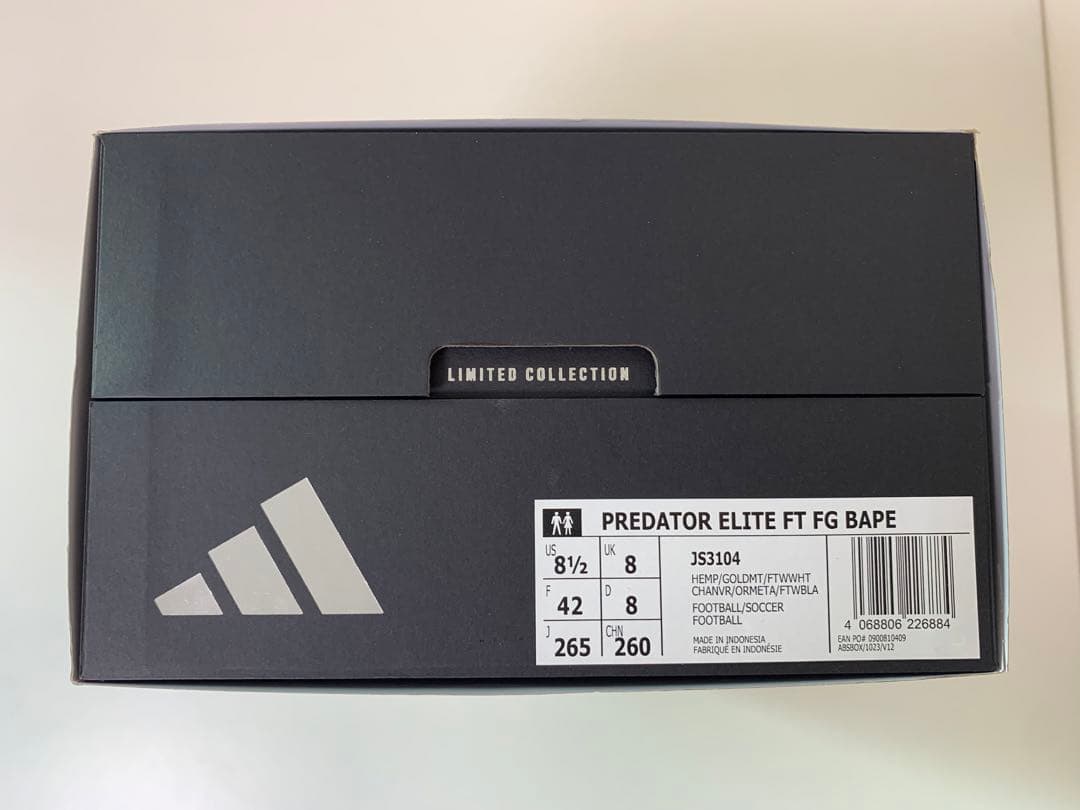 LIMITED COLLECTION
PREDATOR ELITE FT FG BAPE
US 8½ UK 8
F 42 D 8
J 265 CHN 260
JS3104
HEMP/GOLDMT/FTWWHT
CHANVR/ORMETA/FTWBLA
FOOTBALL/SOCCER
FOOTBALL
MADE IN INDONESIA
FABRIQUÉ EN INDONÉSIE
4 068806 226884
EAN PO# 0900810409
ABSBOX/1023/V12